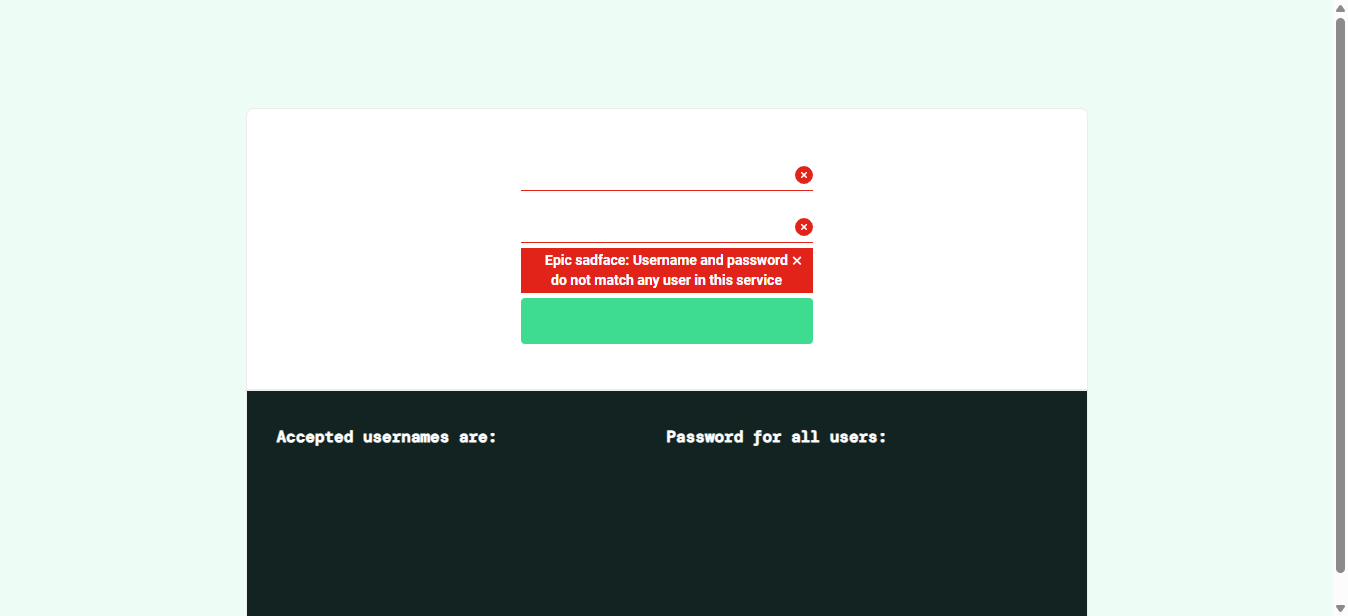 Epic sadface: Username and password
do not match any user in this service
Accepted usernames are:
Password for all users: